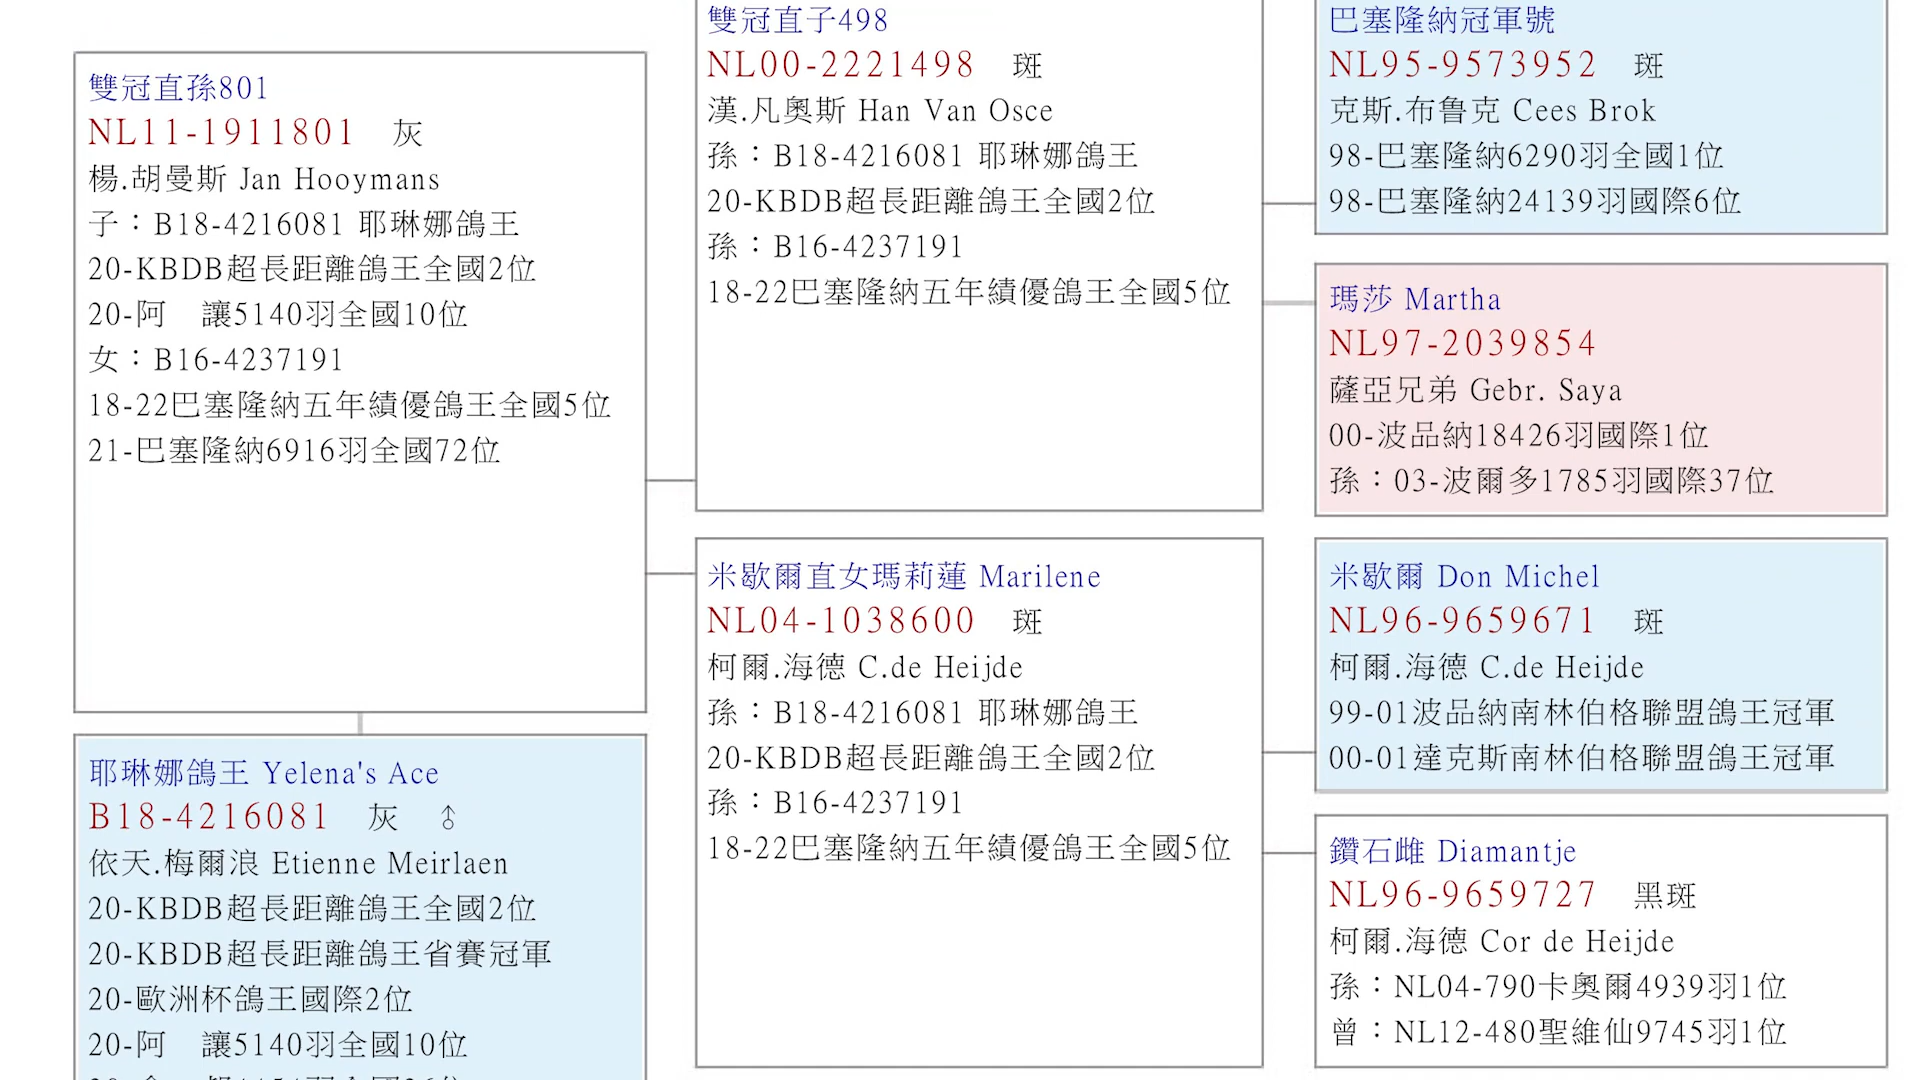 雙冠直孫801
NL11-1911801 灰
楊.胡曼斯 Jan Hooymans
子：B18-4216081 耶琳娜鴿王
20-KBDB超長距離鴿王全國2位
20-阿 讓5140羽全國10位
女：B16-4237191
18-22巴塞隆納五年績優鴿王全國5位
21-巴塞隆納6916羽全國72位
耶琳娜鴿王 Yelena's Ace
B18-4216081 灰 ♂
依天.梅爾浪 Etienne Meirlaen
20-KBDB超長距離鴿王全國2位
20-KBDB超長距離鴿王省賽冠軍
20-歐洲杯鴿王國際2位
20-阿 讓5140羽全國10位
雙冠直子498
NL00-2221498 斑
漢.凡奧斯 Han Van Osce
孫：B18-4216081 耶琳娜鴿王
20-KBDB超長距離鴿王全國2位
孫：B16-4237191
18-22巴塞隆納五年績優鴿王全國5位
米歇爾直女瑪莉蓮 Marilene
NL04-1038600 斑
柯爾.海德 C.de Heijde
孫：B18-4216081 耶琳娜鴿王
20-KBDB超長距離鴿王全國2位
孫：B16-4237191
18-22巴塞隆納五年績優鴿王全國5位
巴塞隆納冠軍號
NL95-9573952 斑
克斯.布鲁克 Cees Brok
98-巴塞隆納6290羽全國1位
98-巴塞隆納24139羽國際6位
瑪莎 Martha
NL97-2039854
薩亞兄弟 Gebr. Saya
00-波品納18426羽國際1位
孫：03-波爾多1785羽國際37位
米歇爾 Don Michel
NL96-9659671 斑
柯爾.海德 C.de Heijde
99-01波品納南林伯格聯盟鴿王冠軍
00-01達克斯南林伯格聯盟鴿王冠軍
鑽石雌 Diamantje
NL96-9659727 黑斑
柯爾.海德 Cor de Heijde
孫：NL04-790卡奧爾4939羽1位
曾：NL12-480聖維仙9745羽1位